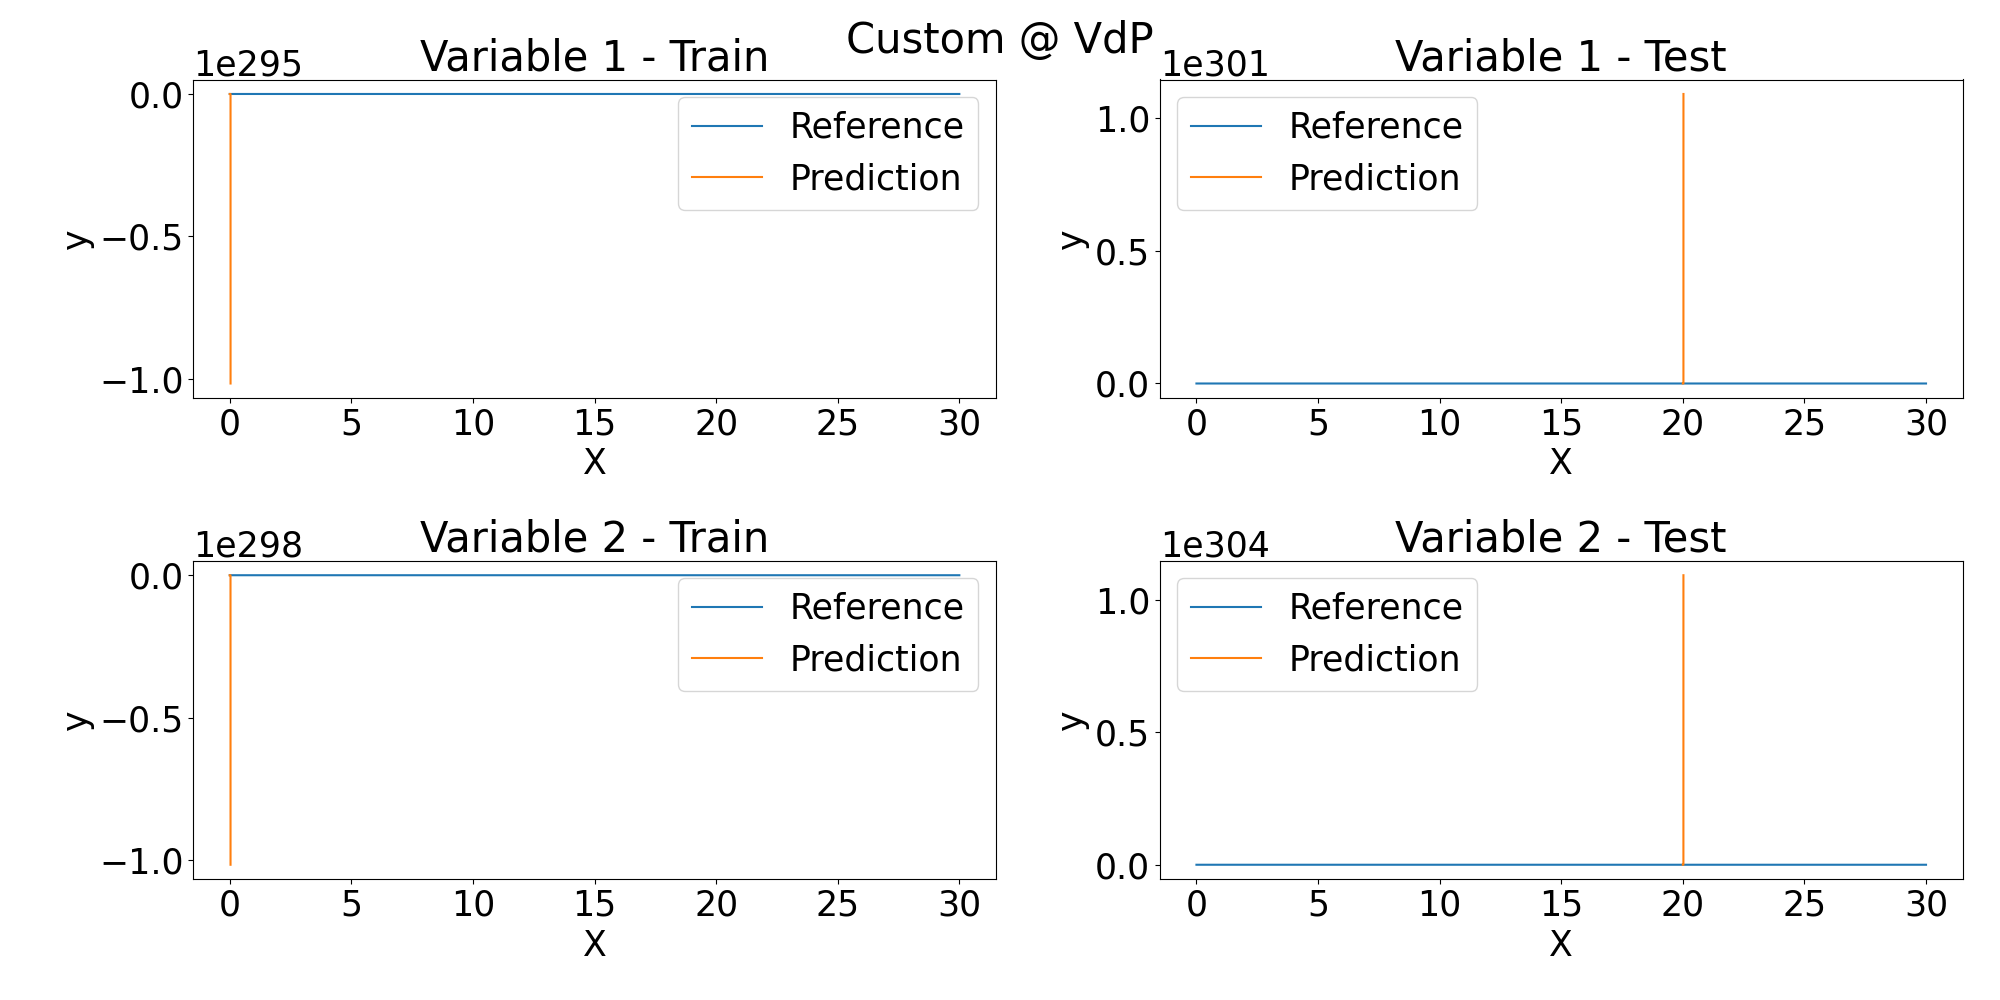 Custom @ VdP
Variable 1 - Train
1e295
0.0
−0.5
−1.0
y
Reference
Prediction
0 5 10 15 20 25 30
X
Variable 1 - Test
1e301
1.0
0.5
0.0
y
Reference
Prediction
0 5 10 15 20 25 30
X
Variable 2 - Train
1e298
0.0
−0.5
−1.0
y
Reference
Prediction
0 5 10 15 20 25 30
X
Variable 2 - Test
1e304
1.0
0.5
0.0
y
Reference
Prediction
0 5 10 15 20 25 30
X